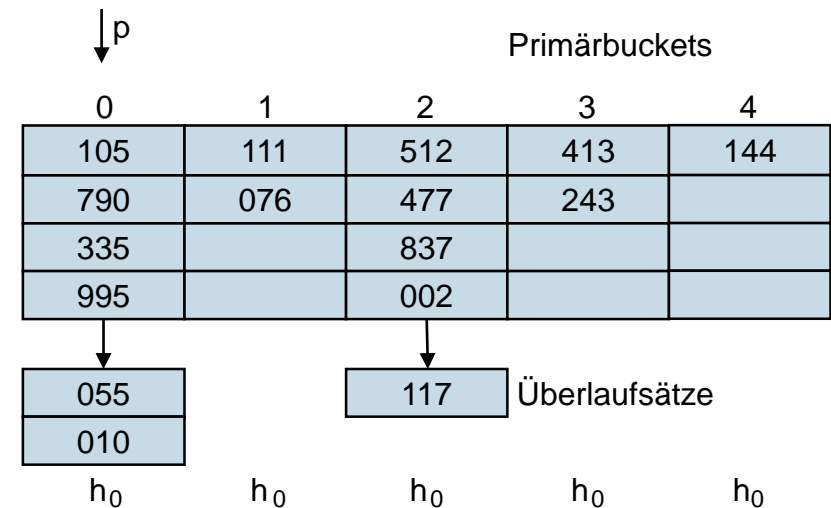 p
Primärbuckets
0 1 2 3 4
105 111 512 413 144
790 076 477 243
335 837
995 002
055 117 Überlaufsätze
010
h0 h0 h0 h0 h0